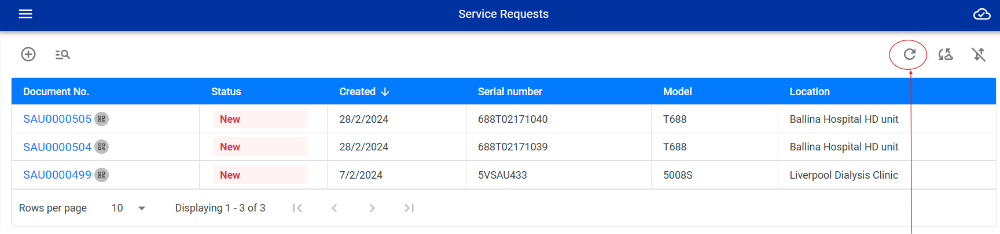 Service Requests
Document No. Status Created Serial number Model Location
SAU0000505 New 28/2/2024 688T02171040 T688 Ballina Hospital HD unit
SAU0000504 New 28/2/2024 688T02171039 T688 Ballina Hospital HD unit
SAU0000499 New 7/2/2024 5VSAU433 5008S Liverpool Dialysis Clinic
Rows per page 10 Displaying 1 - 3 of 3